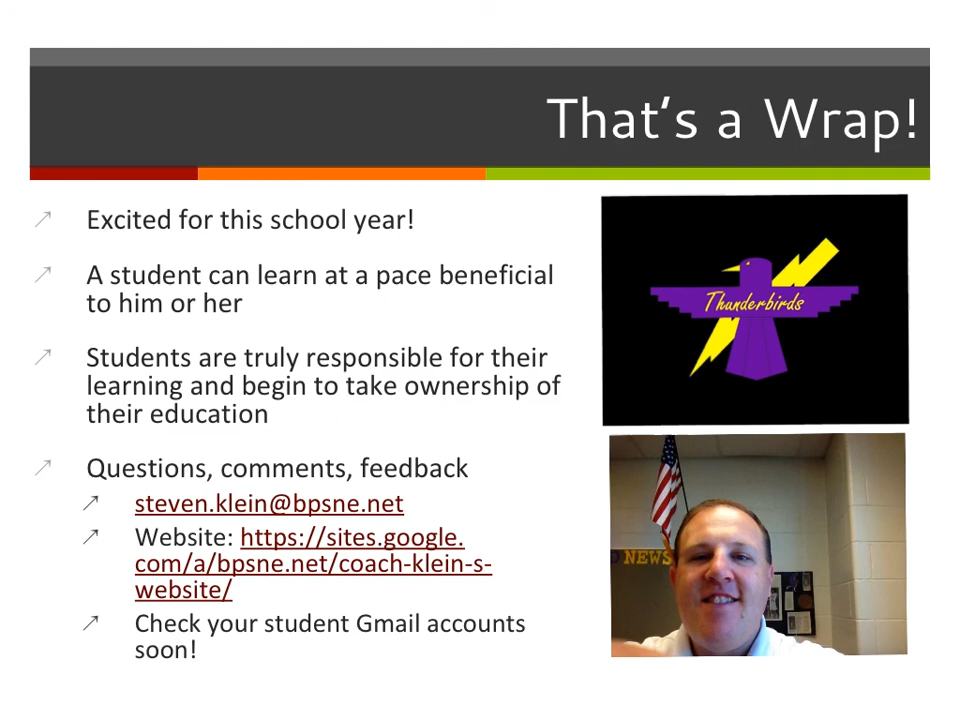 That's a Wrap!
Excited for this school year!
A student can learn at a pace beneficial
to him or her
Students are truly responsible for their
learning and begin to take ownership of
their education
Questions, comments, feedback
steven.klein@bpsne.net
Website: https://sites.google.
com/a/bpsne.net/coach-klein-s-
website/
Check your student Gmail accounts
soon!
Thunderbirds
NEWS